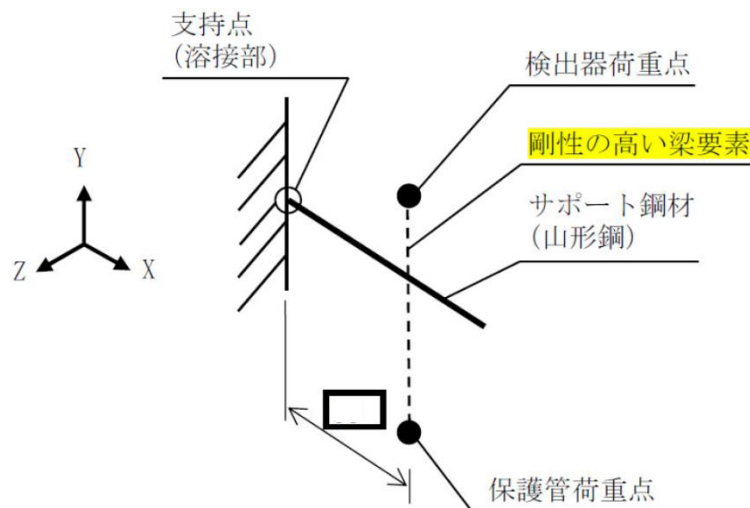 支持点
(溶接部)
検出器荷重点
剛性の高い梁要素
サポート鋼材
(山形鋼)
Y
Z
X
保護管荷重点